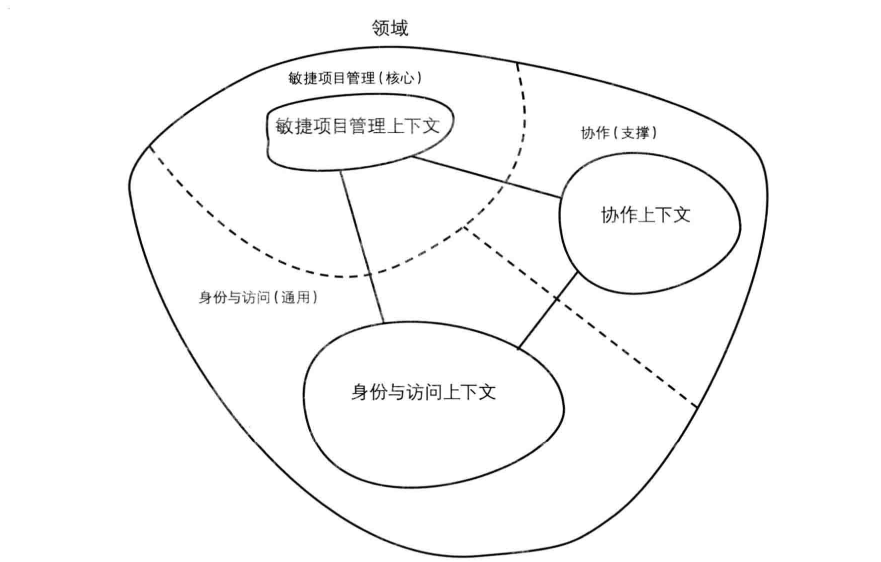 领域
敏捷项目管理(核心)
敏捷项目管理上下文
协作(支撑)
协作上下文
身份与访问(通用)
身份与访问上下文